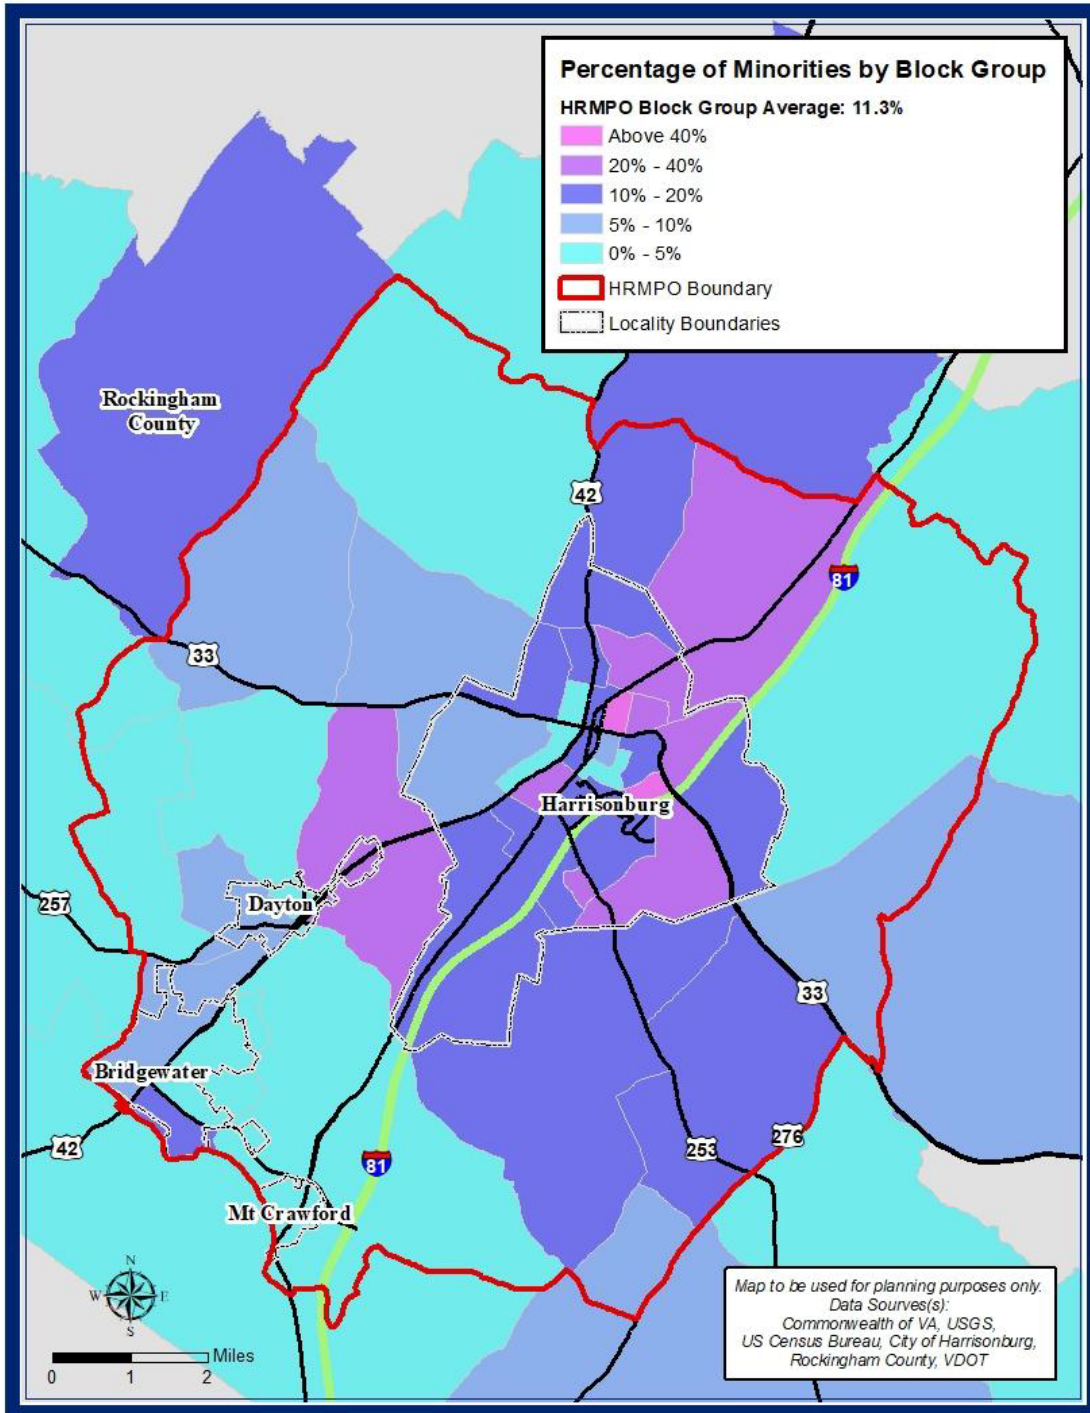 Percentage of Minorities by Block Group
HRMPO Block Group Average: 11.3%
Above 40%
20% - 40%
10% - 20%
5% - 10%
0% - 5%
HRMPO Boundary
Locality Boundaries
Rockingham
County
42
81
33
Harrisonburg
Dayton
257
33
Bridgewater
42
81
253
276
Mt Crawford
N
W E
S
Miles
0 1 2
Map to be used for planning purposes only.
Data Sourves(s):
Commonwealth of VA, USGS,
US Census Bureau, City of Harrisonburg,
Rockingham County, VDOT